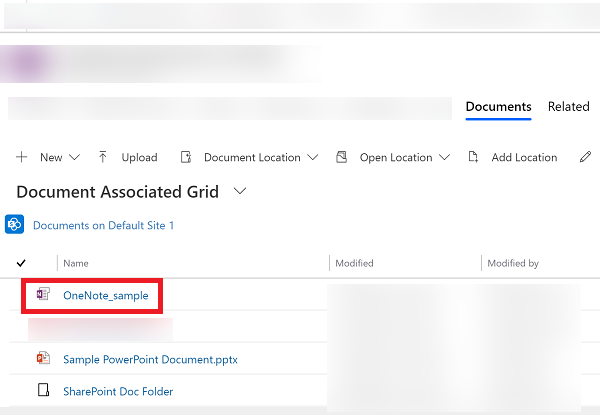 Documents Related
New Upload Document Location Open Location Add Location
Document Associated Grid
Documents on Default Site 1
Name Modified Modified by
OneNote_sample
Sample PowerPoint Document.pptx
SharePoint Doc Folder